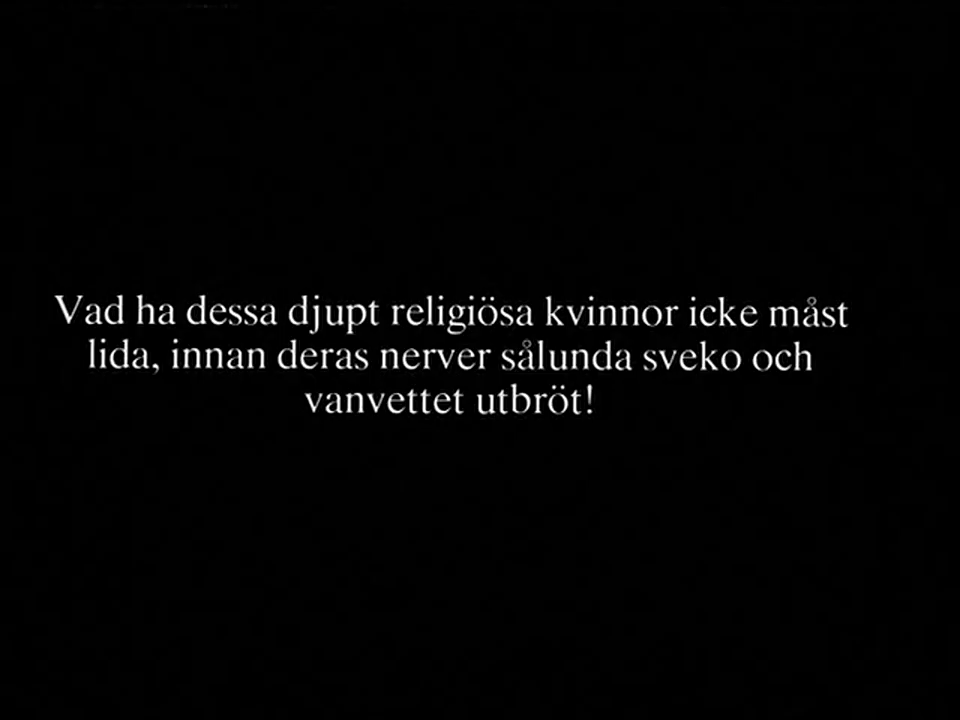 Vad ha dessa djupt religiösa kvinnor icke måst
lida, innan deras nerver sålunda sveko och
vanvettet utbröt!